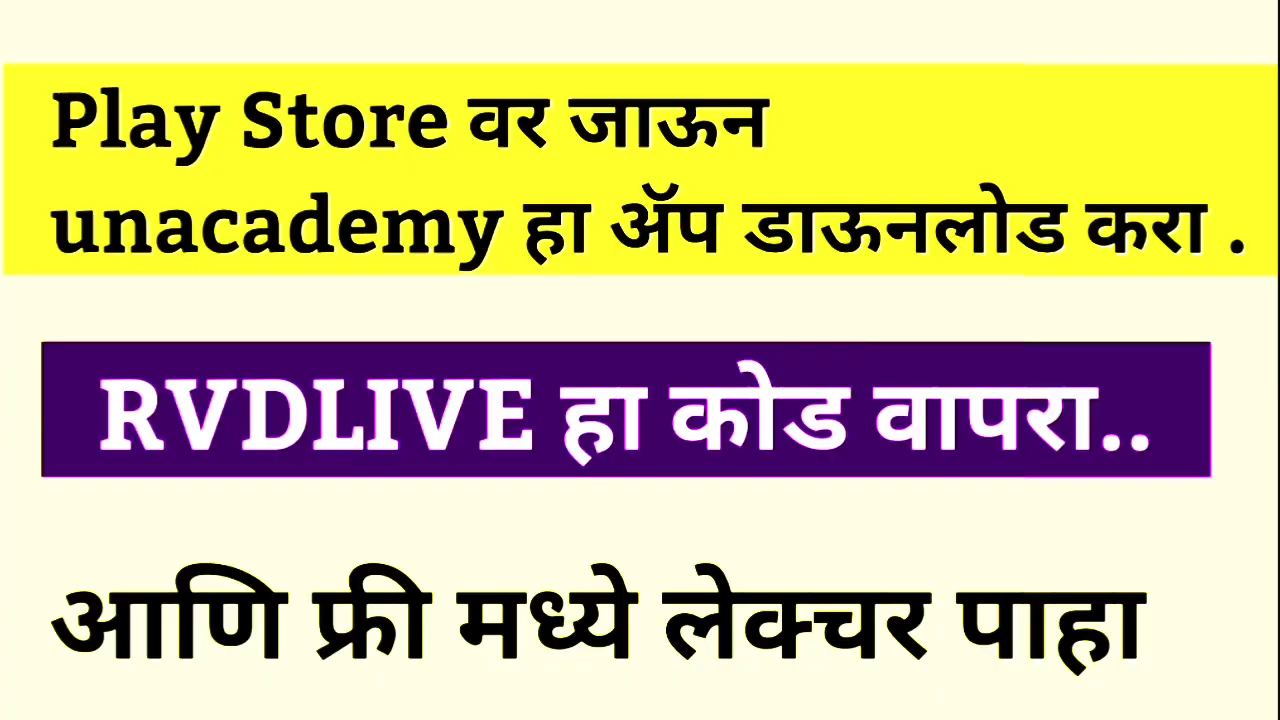 Play Store वर जाऊन
unacademy हा ॲप डाऊनलोड करा .
RVDLIVE हा कोड वापरा..
आणि फ्री मध्ये लेक्चर पाहा